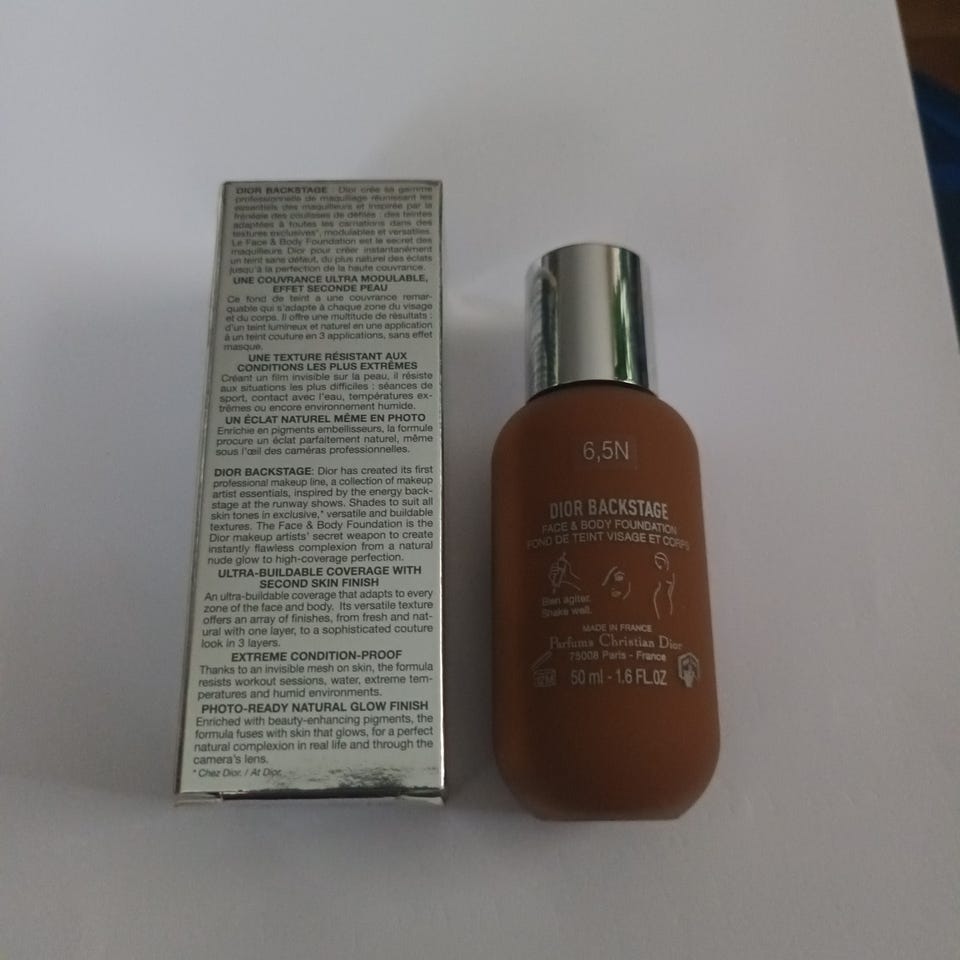 DIOR BACKSTAGE : Dior crée sa gamme
professionnelle de maquillage réunissant les
essentiels des maquilleurs et inspirée par la
frénésie des coulisses de défilés : des teintes
adaptées à toutes les carnations dans des
textures exclusives*, modulables et versatiles.
Le Face & Body Foundation est le secret des
maquilleurs Dior pour créer instantanément
un teint sans défaut, du plus naturel des éclats
jusqu'à la perfection de la haute couvrance.
UNE COUVRANCE ULTRA MODULABLE,
EFFET SECONDE PEAU
Ce fond de teint a une couvrance remar-
quable qui s'adapte à chaque zone du visage
et du corps. Il offre une multitude de résultats :
d'un teint lumineux et naturel en une application
à un teint couture en 3 applications, sans effet
masque.
UNE TEXTURE RÉSISTANT AUX
CONDITIONS LES PLUS EXTRÊMES
Créant un film invisible sur la peau, il résiste
aux situations les plus difficiles : séances de
sport, contact avec l'eau, températures ex-
trêmes ou encore environnement humide.
UN ÉCLAT NATUREL MÊME EN PHOTO
Enrichie en pigments embellisseurs, la formule
procure un éclat parfaitement naturel, même
sous l'œil des caméras professionnelles.
DIOR BACKSTAGE: Dior has created its first
professional makeup line, a collection of makeup
artist essentials, inspired by the energy back-
stage at the runway shows. Shades to suit all
skin tones in exclusive,* versatile and buildable
textures. The Face & Body Foundation is the
Dior makeup artists' secret weapon to create
instantly flawless complexion from a natural
nude glow to high-coverage perfection.
ULTRA-BUILDABLE COVERAGE WITH
SECOND SKIN FINISH
An ultra-buildable coverage that adapts to every
zone of the face and body. Its versatile texture
offers an array of finishes, from fresh and nat-
ural with one layer, to a sophisticated couture
look in 3 layers.
EXTREME CONDITION-PROOF
Thanks to an invisible mesh on skin, the formula
resists workout sessions, water, extreme tem-
peratures and humid environments.
PHOTO-READY NATURAL GLOW FINISH
Enriched with beauty-enhancing pigments, the
formula fuses with skin that glows, for a perfect
natural complexion in real life and through the
camera's lens.
* Chez Dior. / At Dior.
6,5N
DIOR BACKSTAGE
FACE & BODY FOUNDATION
FOND DE TEINT VISAGE ET CORPS
Bien agiter.
Shake well.
MADE IN FRANCE
Parfums Christian Dior
75008 Paris - France
50 ml - 1.6 FL.OZ